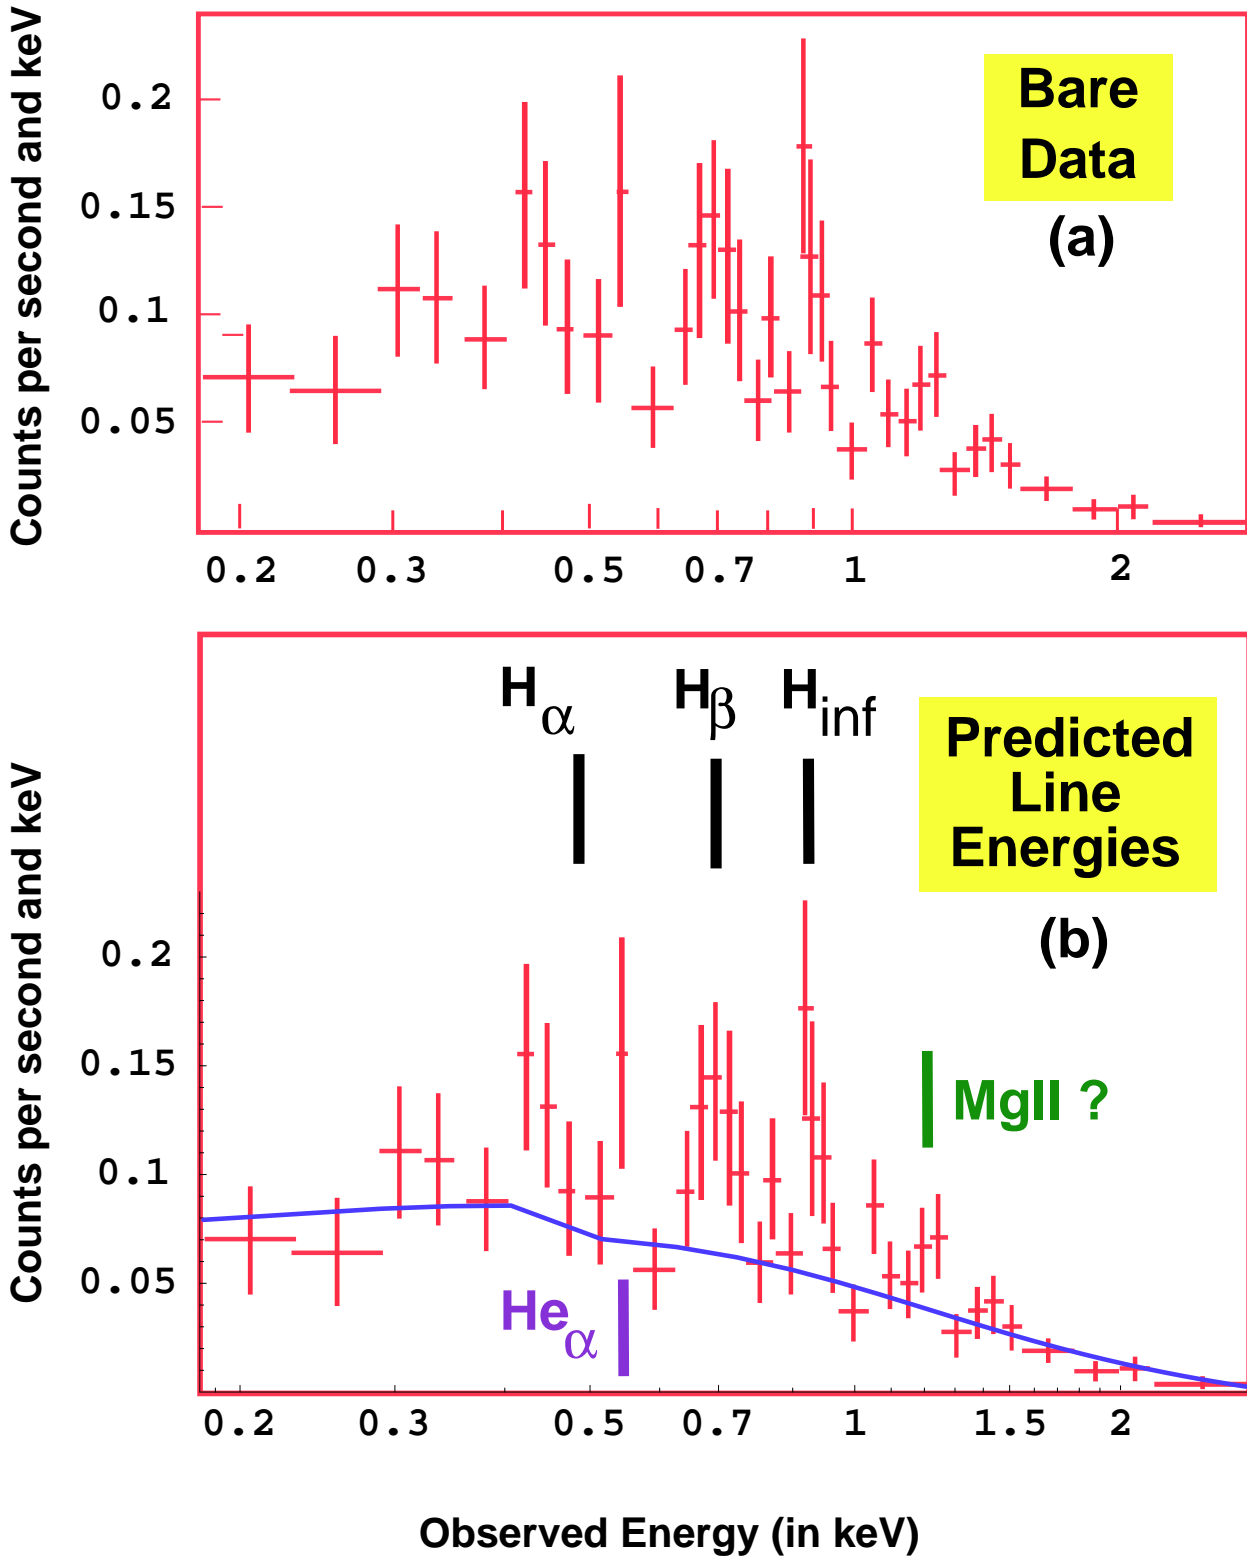 Counts per second and keV
0.2
0.15
0.1
0.05
Bare
Data
(a)
0.2 0.3 0.5 0.7 1 2
Counts per second and keV
Hα Hβ Hinf
Predicted
Line
Energies
(b)
0.2
0.15
0.1
0.05
MgII ?
Heα
0.2 0.3 0.5 0.7 1 1.5 2
Observed Energy (in keV)